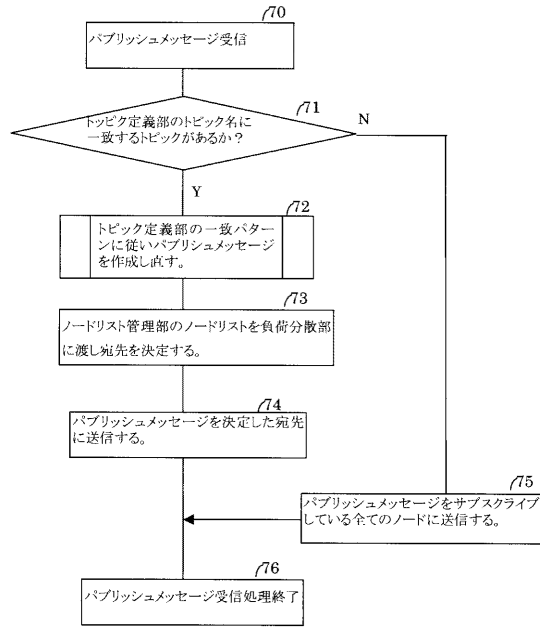 70
パブリッシュメッセージ受信
71
トッピク定義部のトピック名に
一致するトピックがあるか？
N
Y
72
トピック定義部の一致パター
ンに従いパブリシュメッセージ
を作成し直す。
73
ノードリスト管理部のノードリストを負荷分散部
に渡し宛先を決定する。
74
パブリッシュメッセージを決定した宛先
に送信する。
75
パブリッシュメッセージをサブスクライブ
している全てのノードに送信する。
76
パブリッシュメッセージ受信処理終了